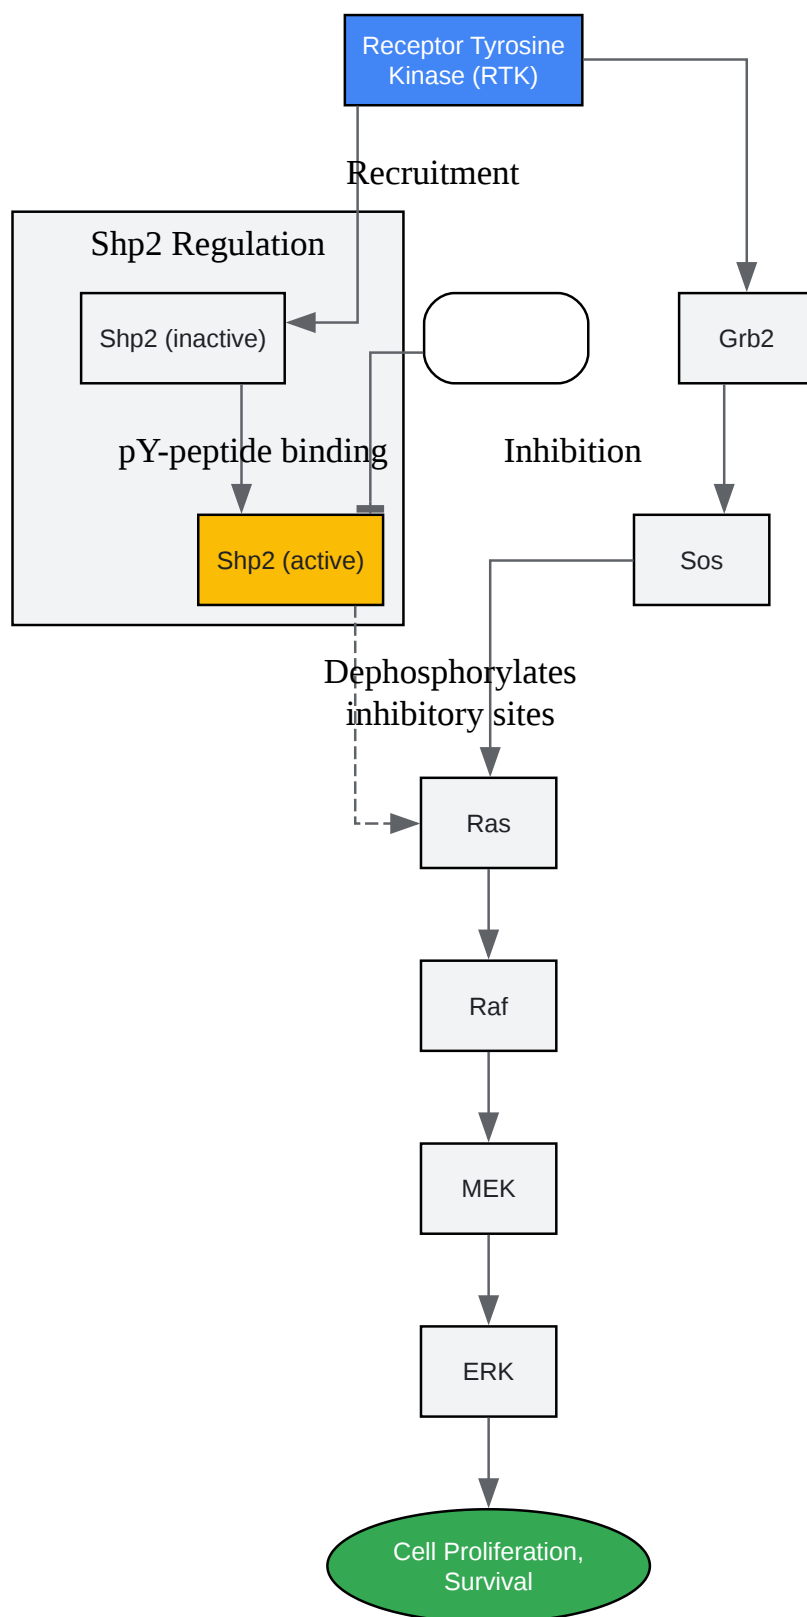 Receptor Tyrosine
Kinase (RTK)
Recruitment
Shp2 Regulation
Shp2 (inactive)
Grb2
pY-peptide binding
Inhibition
Shp2 (active)
Sos
Dephosphorylates
inhibitory sites
Ras
Raf
MEK
ERK
Cell Proliferation,
Survival